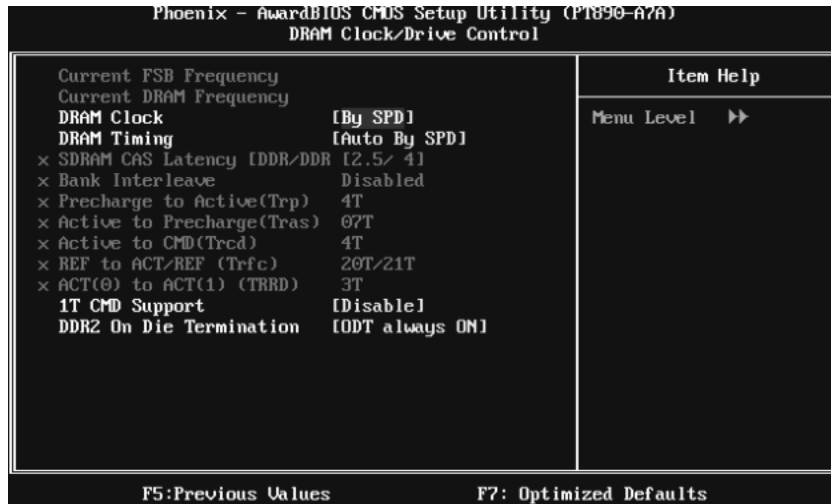 Phoenix - AwardBIOS CMOS Setup Utility (PT890-A7A)
DRAM Clock/Drive Control
Current FSB Frequency
Current DRAM Frequency
DRAM Clock [By SPD]
DRAM Timing [Auto By SPD]
x SDRAM CAS Latency [DDR/DDR [2.5/ 4]
x Bank Interleave Disabled
x Precharge to Active(Trp) 4T
x Active to Precharge(Tras) 07T
x Active to CMD(Trcd) 4T
x REF to ACT/REF (Trfc) 20T/21T
x ACT(0) to ACT(1) (TRRD) 3T
1T CMD Support [Disable]
DDR2 On Die Termination [ODT always ON]
Item Help
Menu Level ►►
F5:Previous Values F7: Optimized Defaults